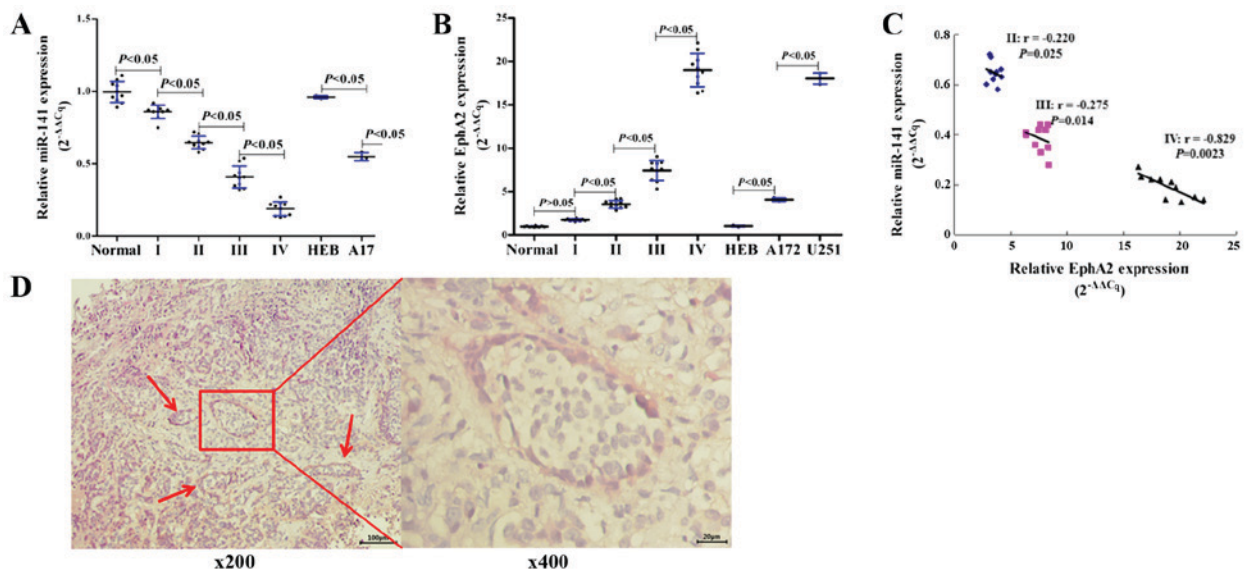 A
Relative miR-141 expression
(2^-ΔΔCq)
1.5
1.0
0.5
0.0
P<0.05
P<0.05
P<0.05
P<0.05
P<0.05
P<0.05
Normal I II III IV HEB A17
B
Relative EphA2 expression
(2^-ΔΔCq)
25
20
15
10
5
0
P>0.05
P<0.05
P<0.05
P<0.05
P<0.05
P<0.05
Normal I II III IV HEB A172 U251
C
Relative miR-141 expression
(2^-ΔΔCq)
0.8
0.6
0.4
0.2
0
II: r = -0.220
P=0.025
III: r = -0.275
P=0.014
IV: r = -0.829
P=0.0023
0 5 10 15 20 25
Relative EphA2 expression
(2^-ΔΔCq)
D
100μm
20μm
x200
x400